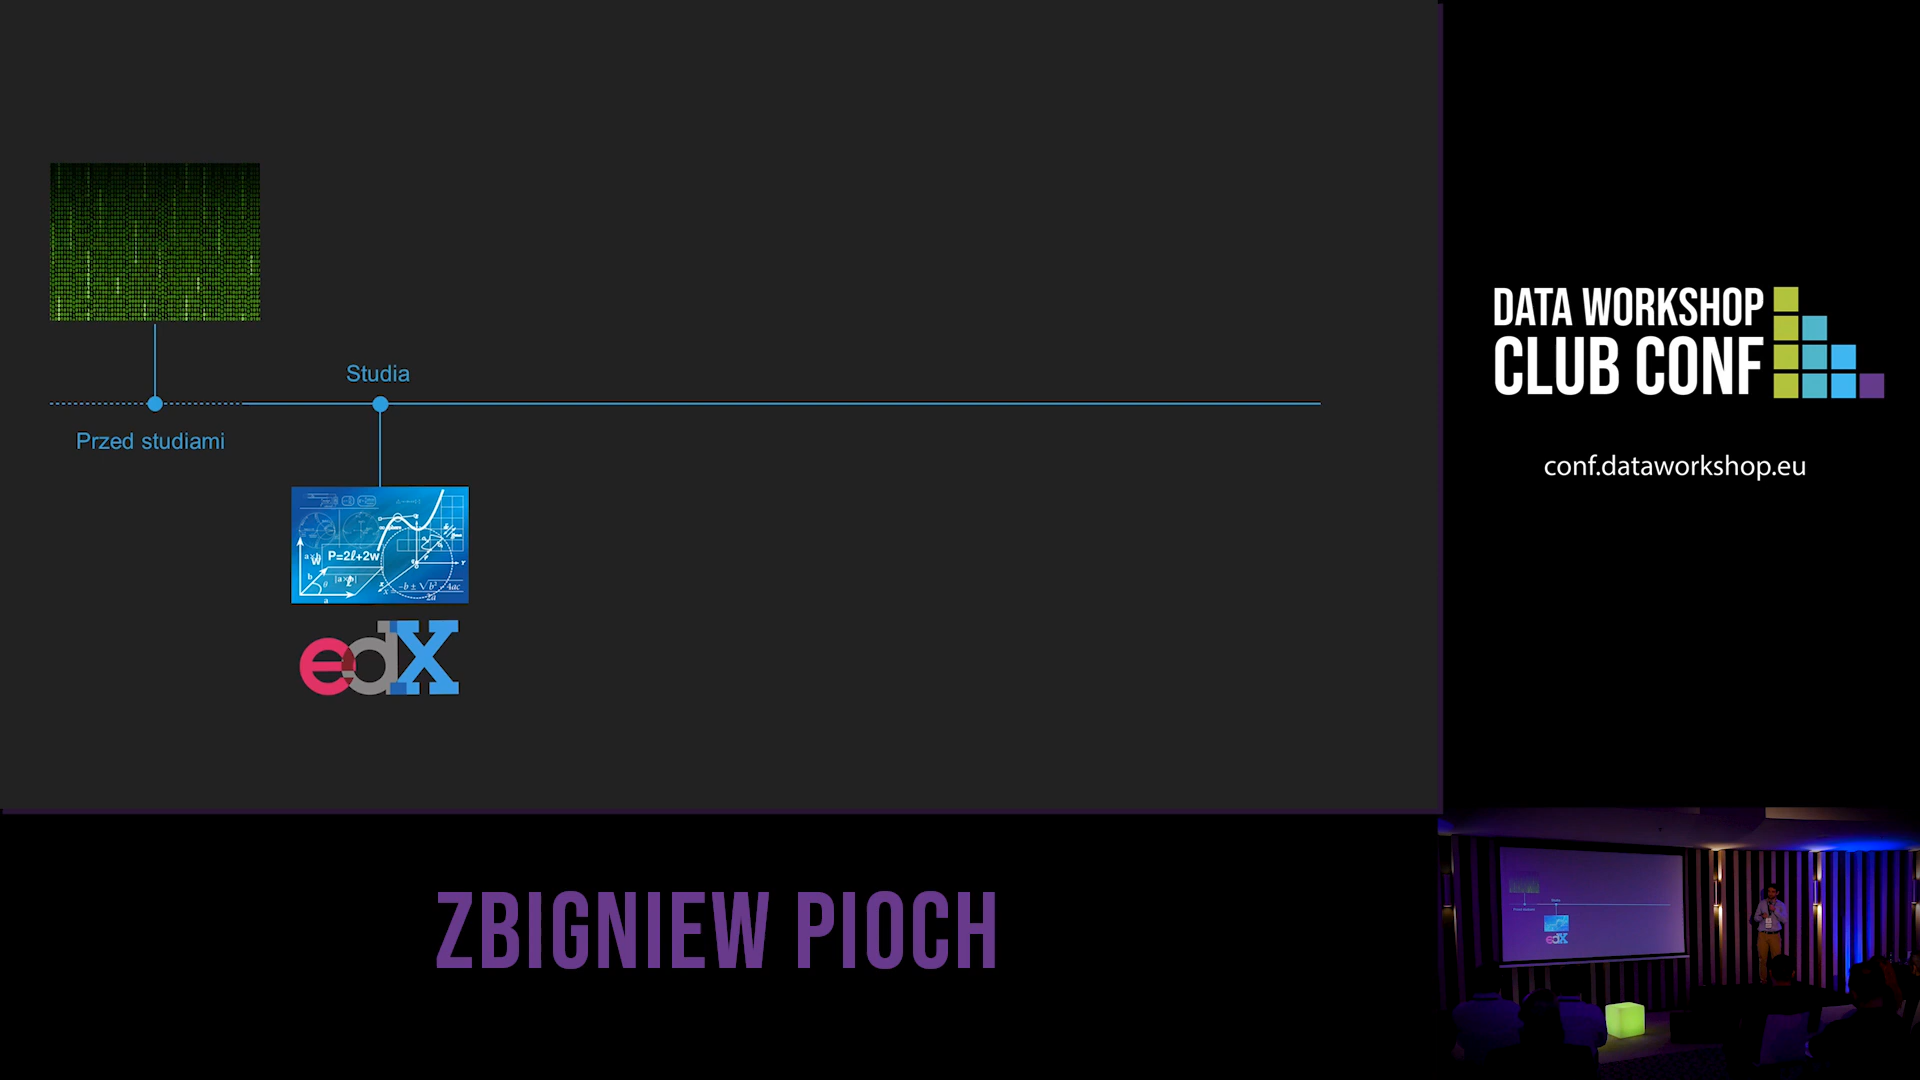 Studia
Przed studiami
P=2ℓ+2w
edX
DATA WORKSHOP
CLUB CONF
conf.dataworkshop.eu
ZBIGNIEW PIOCH